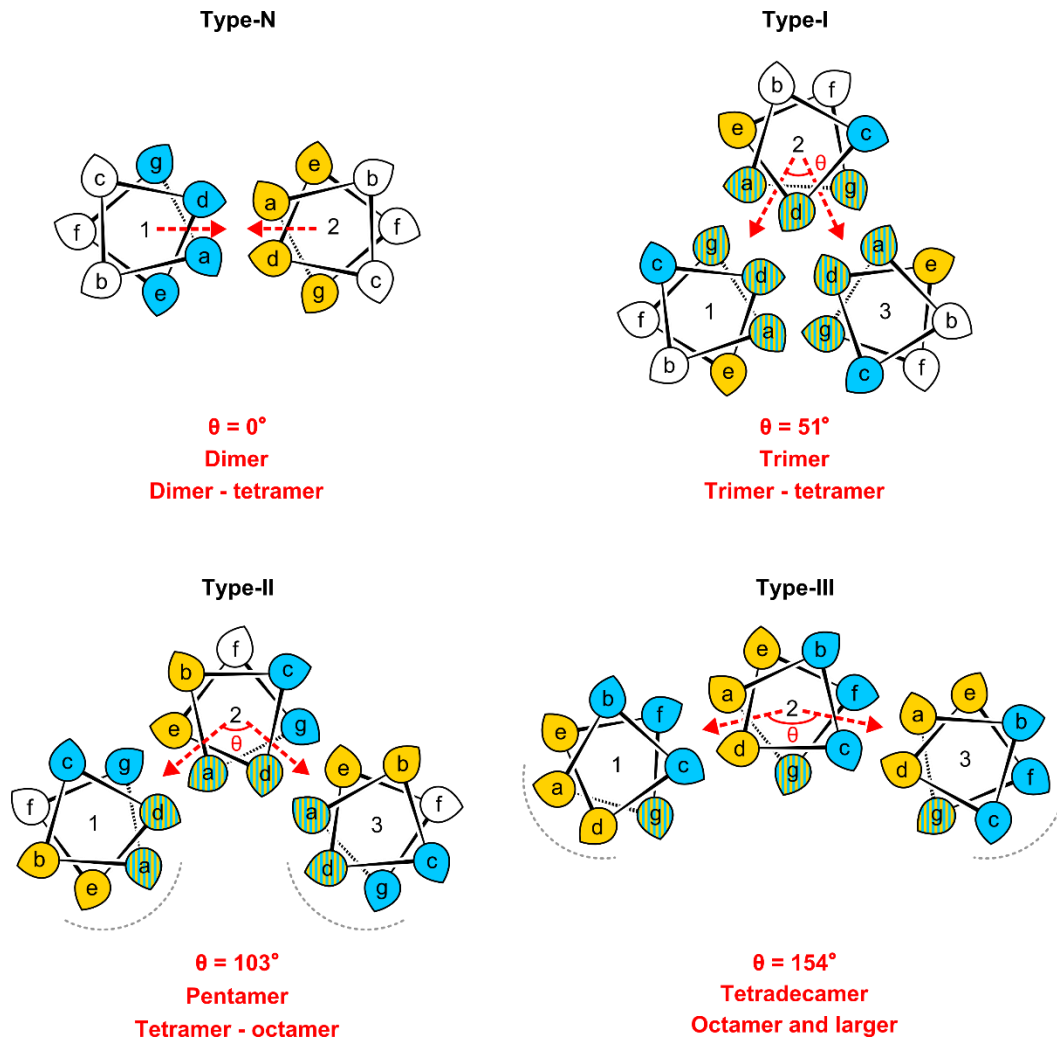 Type-N
g
c
d
f
1
a
b
e
e
b
a
2
f
d
c
g
θ = 0°
Dimer
Dimer - tetramer
Type-I
b
f
e
c
2
θ
a
g
d
g
c
d
f
1
a
b
e
a
e
d
3
b
g
f
c
θ = 51°
Trimer
Trimer - tetramer
Type-II
f
b
c
2
e
g
θ
a
d
c
g
f
1
d
b
a
e
e
b
a
3
f
d
c
g
θ = 103°
Pentamer
Tetramer - octamer
Type-III
e
b
a
2
f
θ
d
c
g
b
f
e
1
c
a
d
g
e
a
b
3
d
f
g
c
θ = 154°
Tetradecamer
Octamer and larger